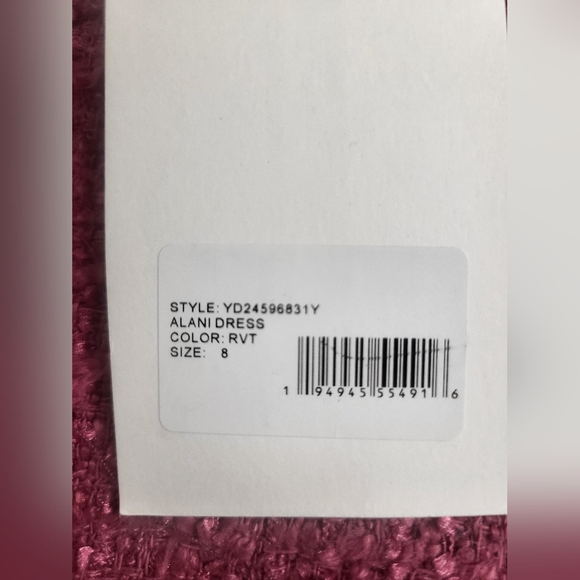 STYLE: YD24596831Y
ALANI DRESS
COLOR: RVT
SIZE: 8
1 94945 55491 6